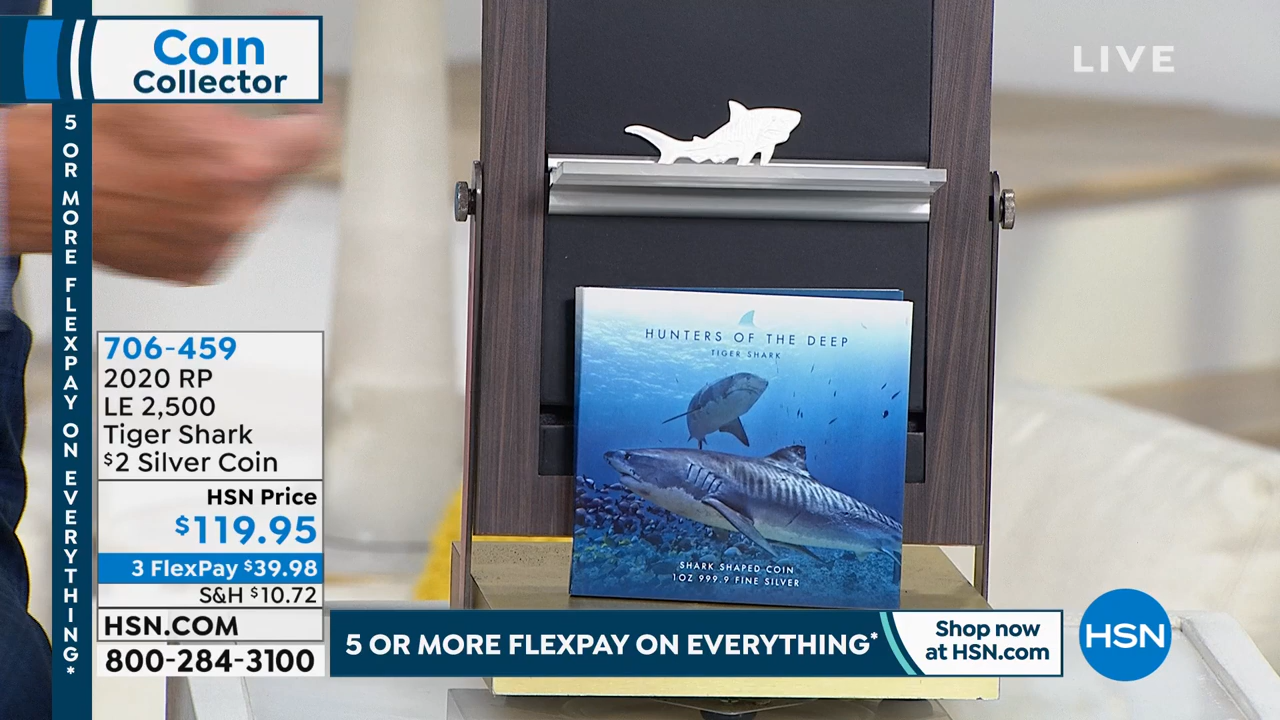 Coin
Collector
LIVE
5 OR MORE FLEXPAY ON EVERYTHING*
706-459
2020 RP
LE 2,500
Tiger Shark
$2 Silver Coin
HSN Price
$119.95
3 FlexPay $39.98
S&H $10.72
HSN.COM
800-284-3100
HUNTERS OF THE DEEP
TIGER SHARK
SHARK SHAPED COIN
1OZ 999.9 FINE SILVER
5 OR MORE FLEXPAY ON EVERYTHING*
Shop now
at HSN.com
HSN